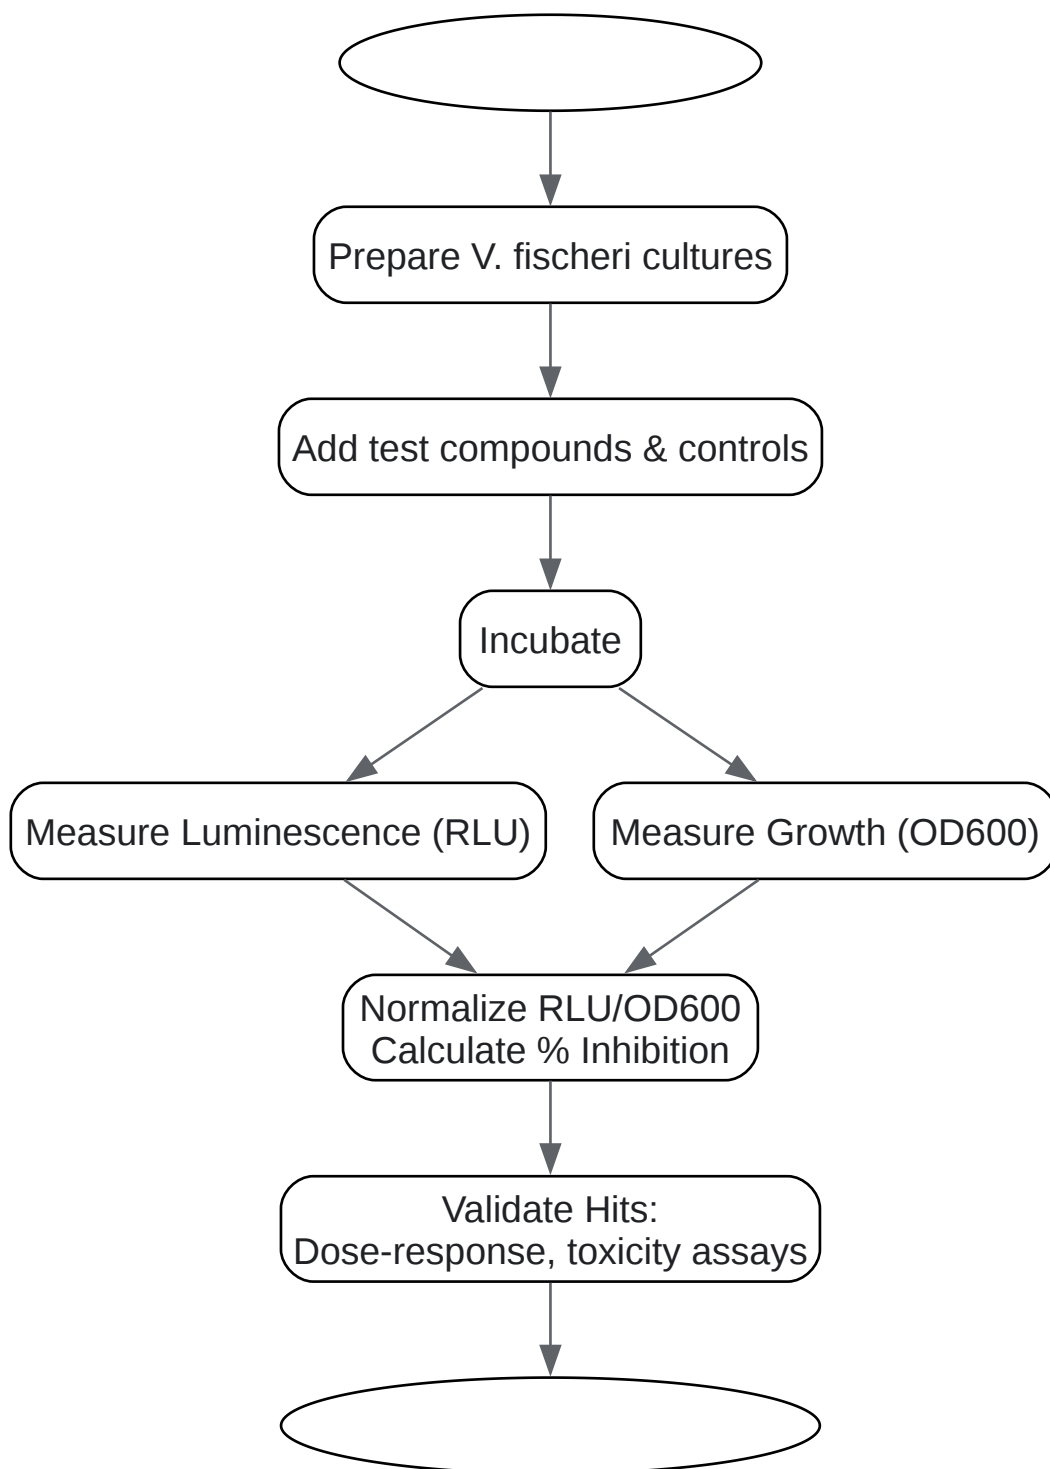 Prepare V. fischeri cultures
Add test compounds & controls
Incubate
Measure Luminescence (RLU)
Measure Growth (OD600)
Normalize RLU/OD600
Calculate % Inhibition
Validate Hits:
Dose-response, toxicity assays